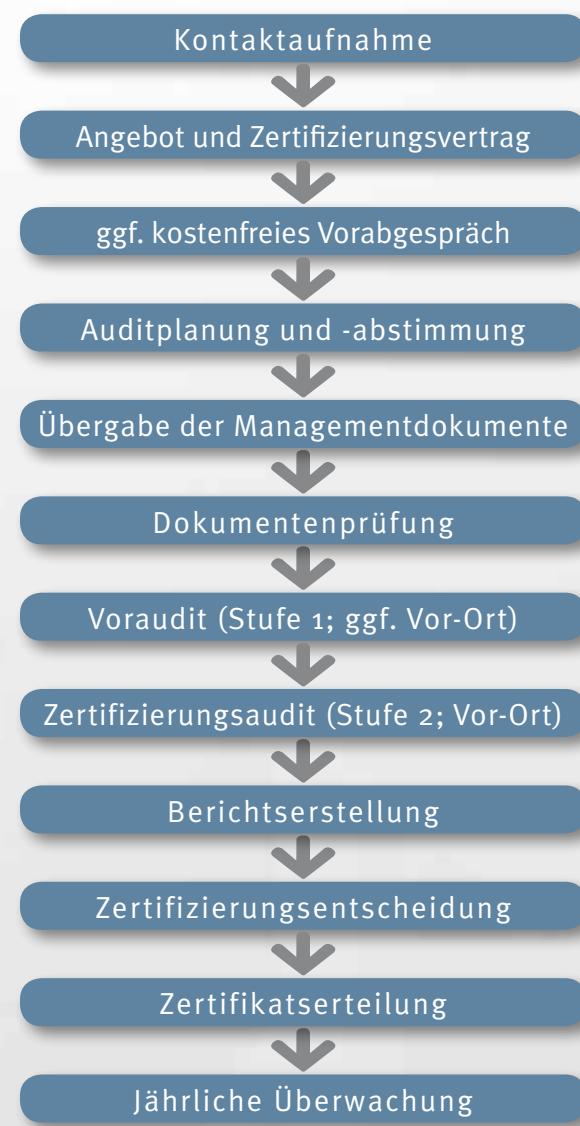 Kontaktaufnahme
Angebot und Zertifizierungsvertrag
ggf. kostenfreies Vorabgespräch
Auditplanung und -abstimmung
Übergabe der Managementdokumente
Dokumentenprüfung
Voraudit (Stufe 1; ggf. Vor-Ort)
Zertifizierungsaudit (Stufe 2; Vor-Ort)
Berichtserstellung
Zertifizierungsentscheidung
Zertifikatserteilung
Jährliche Überwachung